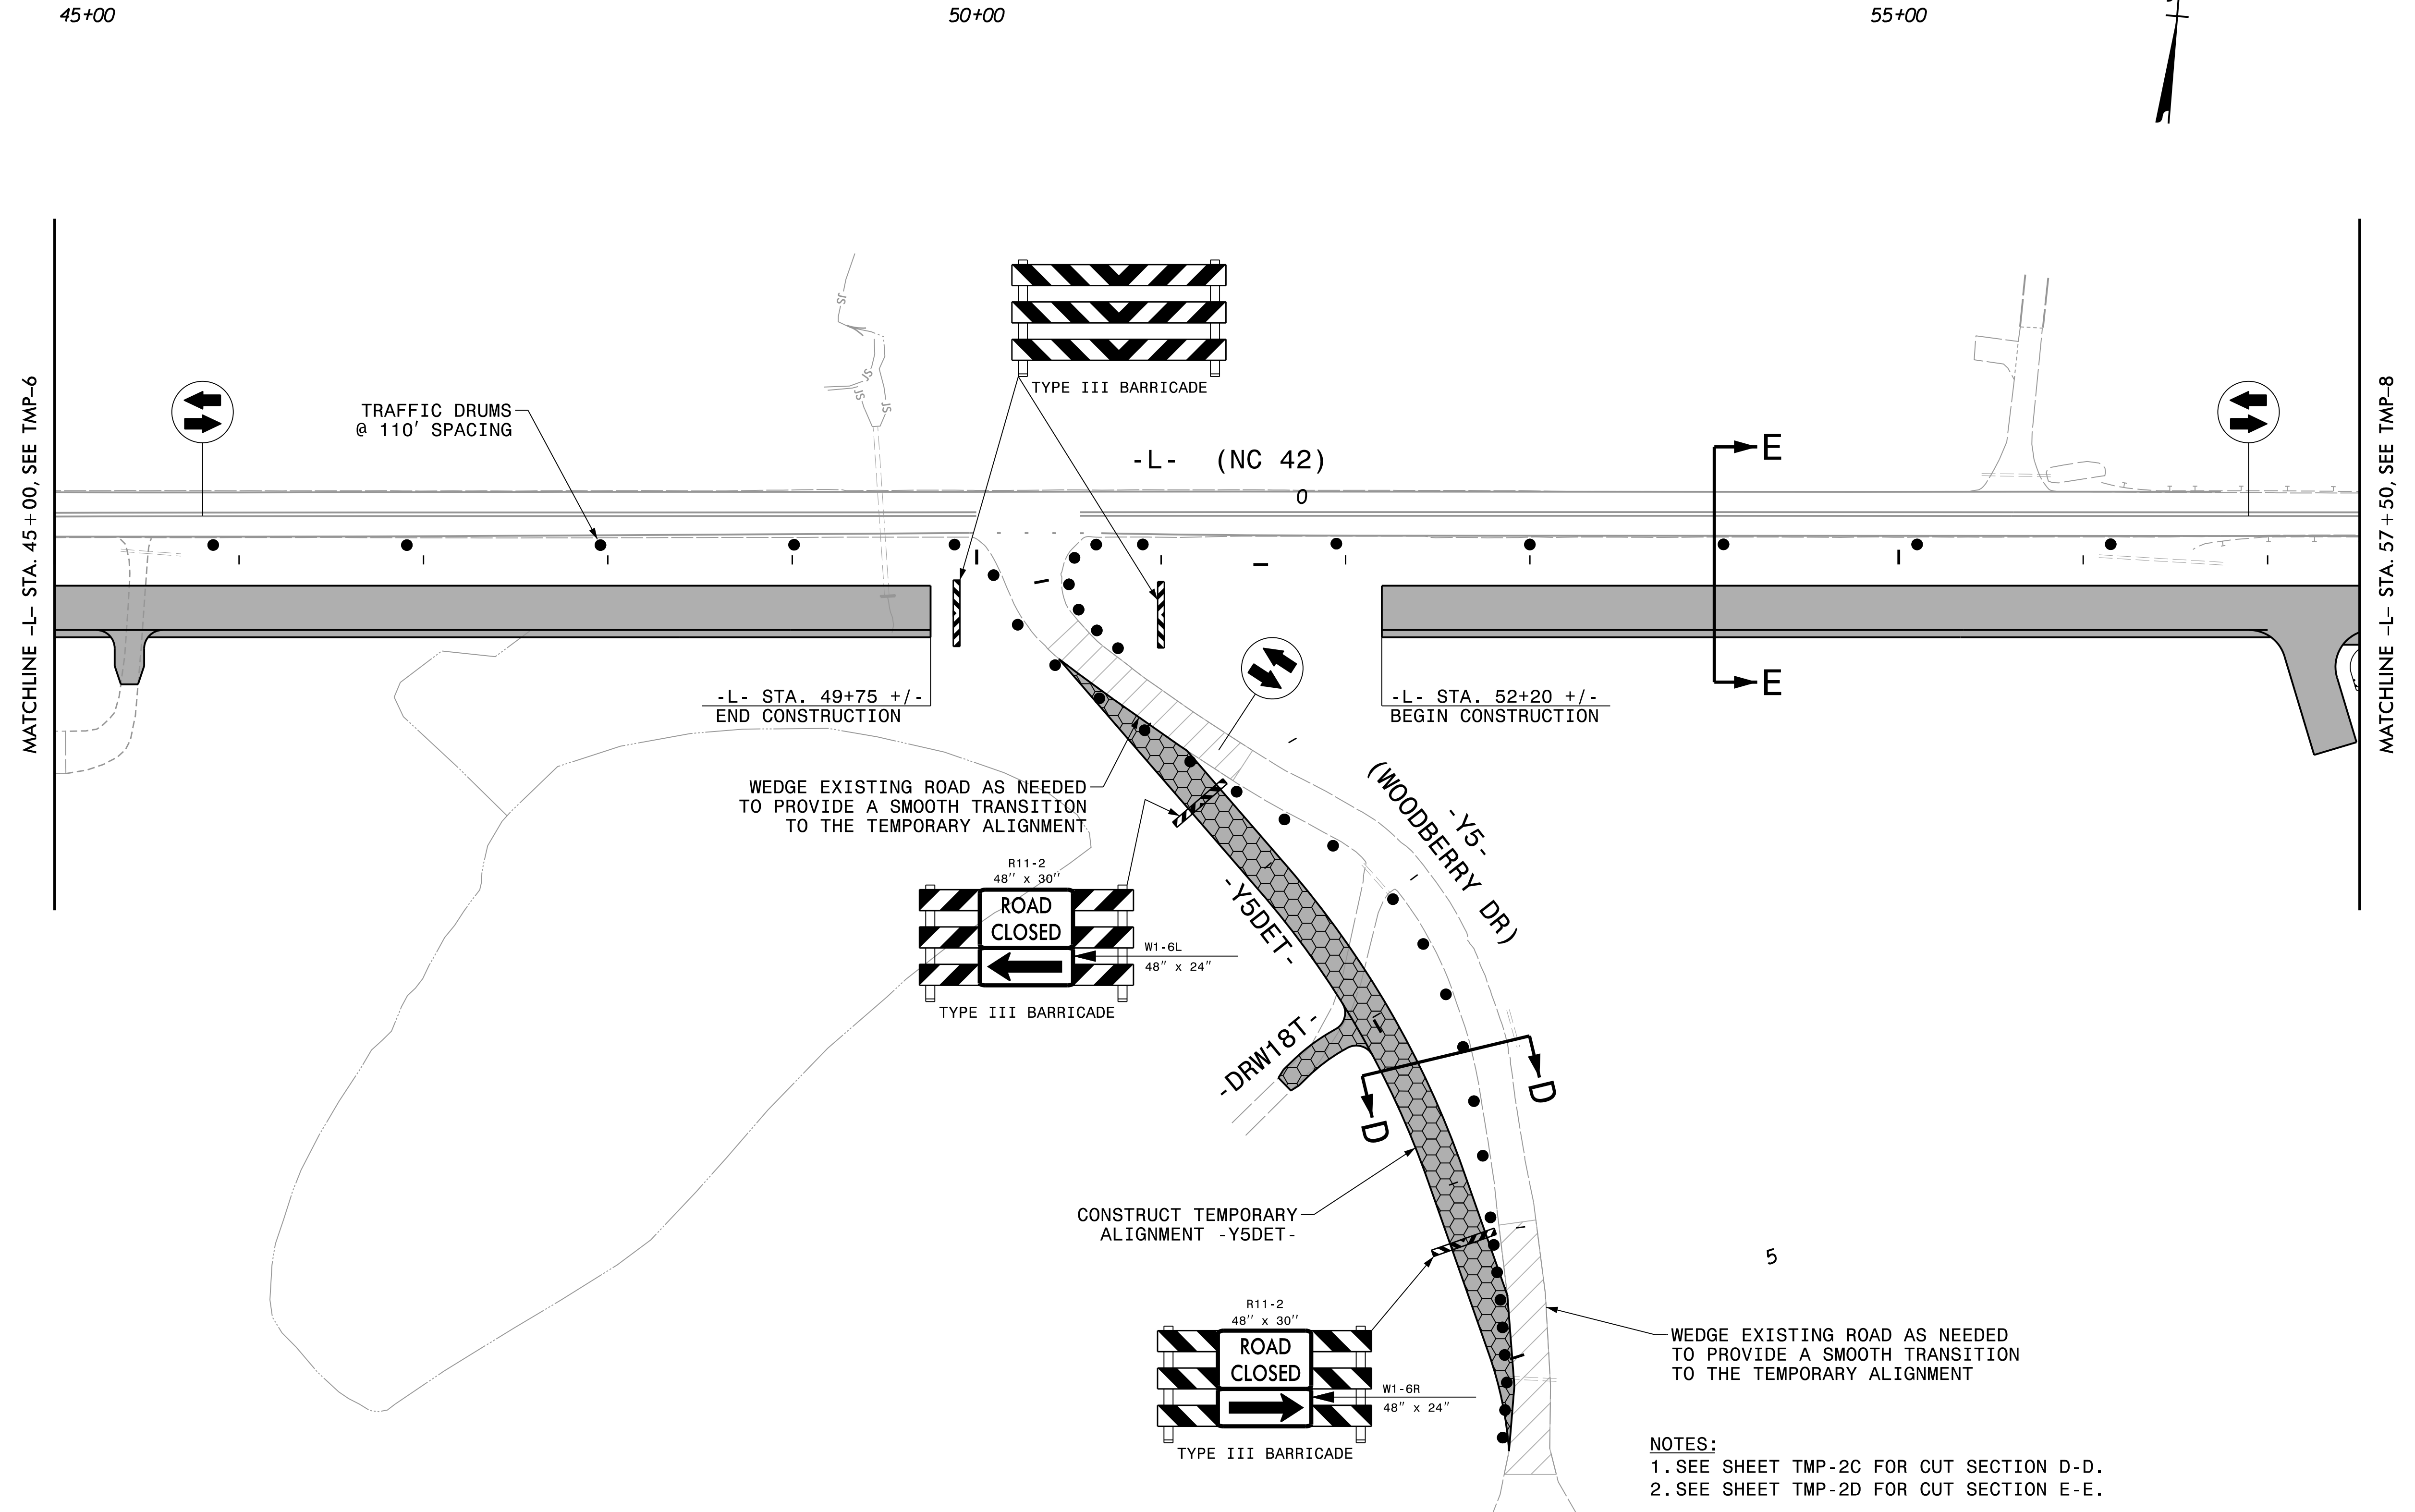 45+00
50+00
55+00
MATCHLINE -L- STA. 45+00, SEE TMP-6
MATCHLINE -L- STA. 57+50, SEE TMP-8
TYPE III BARRICADE
TRAFFIC DRUMS
@ 110' SPACING
JS
JS
JS
JS
-L- (NC 42)
0
E
E
-L- STA. 49+75 +/-
END CONSTRUCTION
-L- STA. 52+20 +/-
BEGIN CONSTRUCTION
WEDGE EXISTING ROAD AS NEEDED
TO PROVIDE A SMOOTH TRANSITION
TO THE TEMPORARY ALIGNMENT
-Y5-
(WOODBERRY DR)
R11-2
48" x 30"
ROAD
CLOSED
W1-6L
48" x 24"
TYPE III BARRICADE
-Y5DET-
-DRW18T-
D
D
CONSTRUCT TEMPORARY
ALIGNMENT -Y5DET-
5
R11-2
48" x 30"
ROAD
CLOSED
W1-6R
48" x 24"
TYPE III BARRICADE
WEDGE EXISTING ROAD AS NEEDED
TO PROVIDE A SMOOTH TRANSITION
TO THE TEMPORARY ALIGNMENT
NOTES:
1. SEE SHEET TMP-2C FOR CUT SECTION D-D.
2. SEE SHEET TMP-2D FOR CUT SECTION E-E.